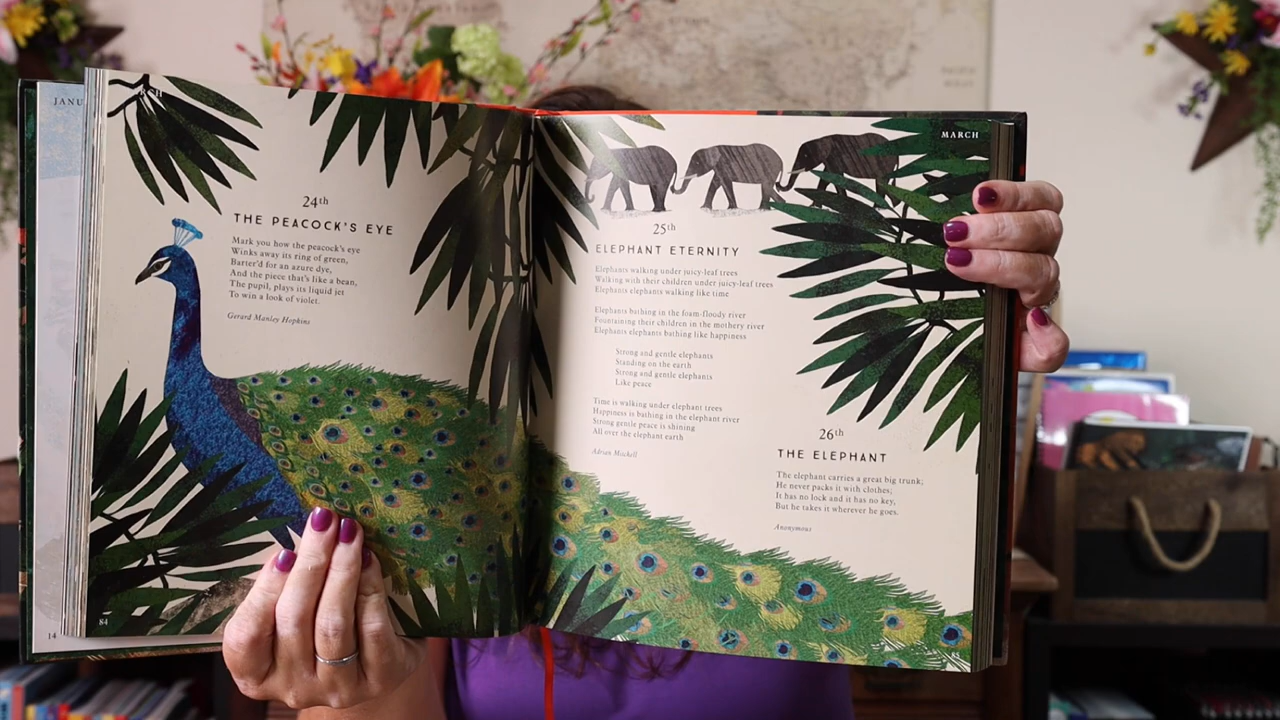 JANU
24th
THE PEACOCK'S EYE
Mark you how the peacock's eye
Winks away its ring of green,
Barter'd for an azure dye,
And the piece that's like a bean,
The pupil, plays its liquid jet
To win a look of violet.
Gerard Manley Hopkins
14
84
MARCH
25th
ELEPHANT ETERNITY
Elephants walking under juicy-leaf trees
Walking with their children under juicy-leaf trees
Elephants elephants walking like time
Elephants bathing in the foam-floody river
Fountaining their children in the mothery river
Elephants elephants bathing like happiness
Strong and gentle elephants
Standing on the earth
Strong and gentle elephants
Like peace
Time is walking under elephant trees
Happiness is bathing in the elephant river
Strong gentle peace is shining
All over the elephant earth
Adrian Mitchell
26th
THE ELEPHANT
The elephant carries a great big trunk;
He never packs it with clothes;
It has no lock and it has no key,
But he takes it wherever he goes.
Anonymous
85